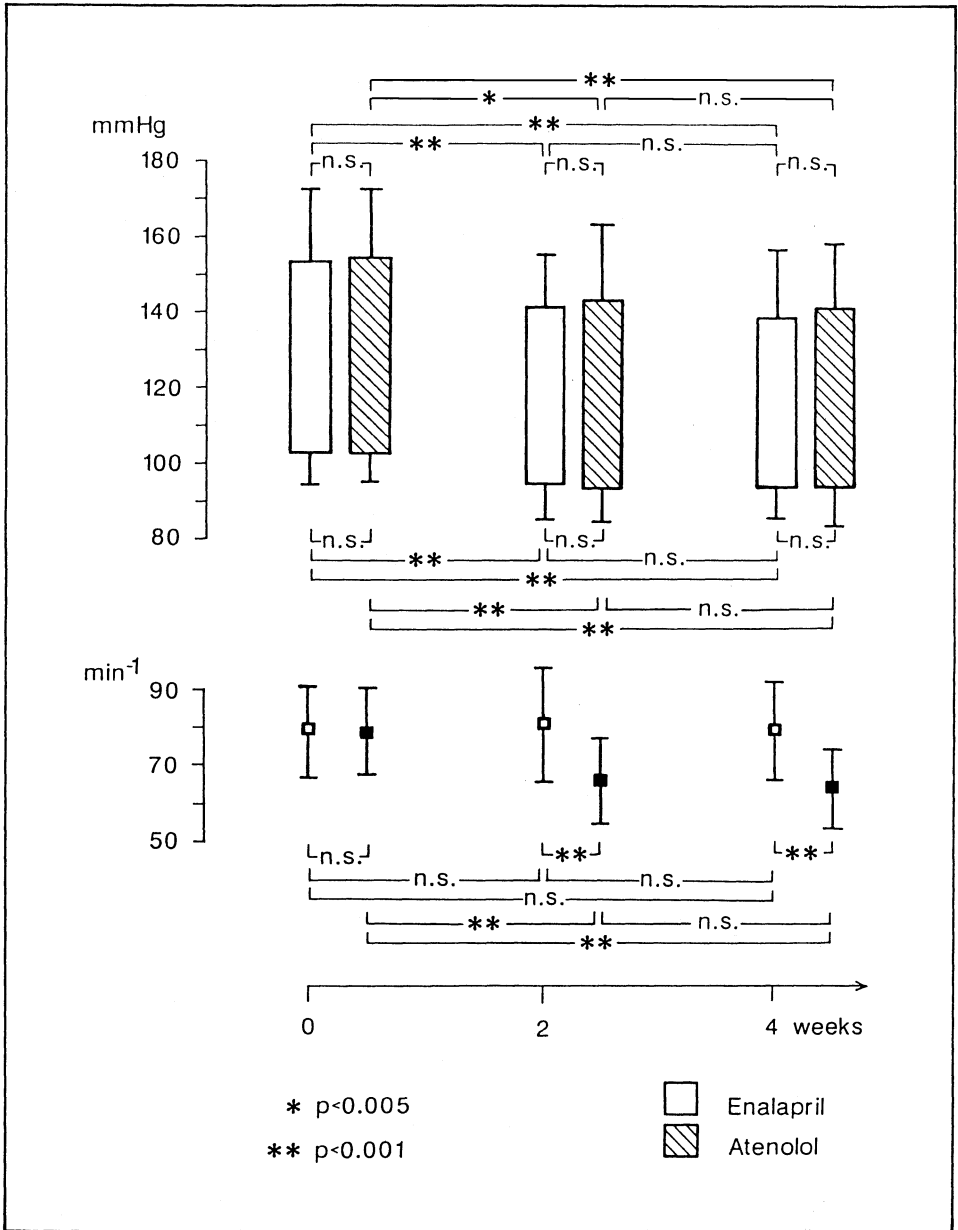 **
* n.s.
mmHg **
** n.s.
180 n.s. n.s. n.s.
160
140
120
100
80 n.s. n.s. n.s.
** n.s.
**
** n.s.
**
min-1
90
70
50
n.s. ** **
n.s. n.s.
n.s.
** n.s.
**
0 2 4 weeks
* p<0.005 Enalapril
** p<0.001 Atenolol